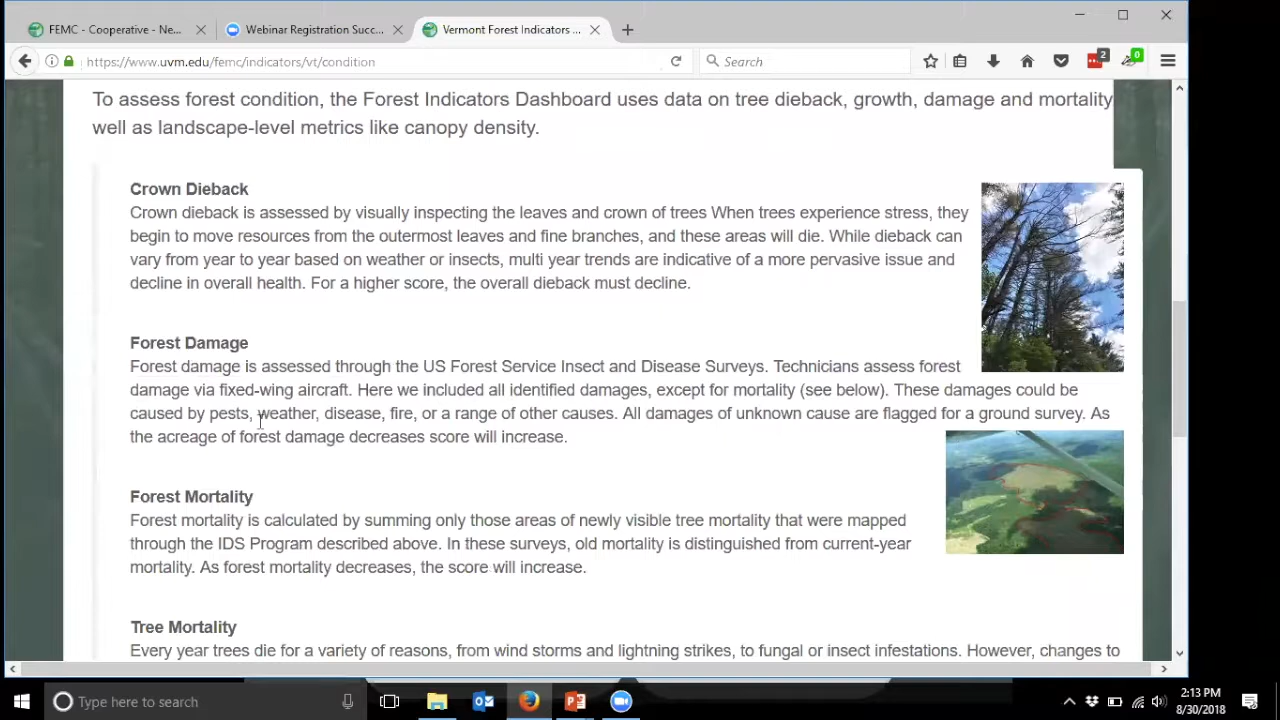 FEMC - Cooperative - Ne...
Webinar Registration Succ...
Vermont Forest Indicators ...
https://www.uvm.edu/femc/indicators/vt/condition
Search
2
0
To assess forest condition, the Forest Indicators Dashboard uses data on tree dieback, growth, damage and mortality
well as landscape-level metrics like canopy density.
Crown Dieback
Crown dieback is assessed by visually inspecting the leaves and crown of trees When trees experience stress, they
begin to move resources from the outermost leaves and fine branches, and these areas will die. While dieback can
vary from year to year based on weather or insects, multi year trends are indicative of a more pervasive issue and
decline in overall health. For a higher score, the overall dieback must decline.
Forest Damage
Forest damage is assessed through the US Forest Service Insect and Disease Surveys. Technicians assess forest
damage via fixed-wing aircraft. Here we included all identified damages, except for mortality (see below). These damages could be
caused by pests, weather, disease, fire, or a range of other causes. All damages of unknown cause are flagged for a ground survey. As
the acreage of forest damage decreases score will increase.
Forest Mortality
Forest mortality is calculated by summing only those areas of newly visible tree mortality that were mapped
through the IDS Program described above. In these surveys, old mortality is distinguished from current-year
mortality. As forest mortality decreases, the score will increase.
Tree Mortality
Every year trees die for a variety of reasons, from wind storms and lightning strikes, to fungal or insect infestations. However, changes to
Type here to search
2:13 PM
8/30/2018